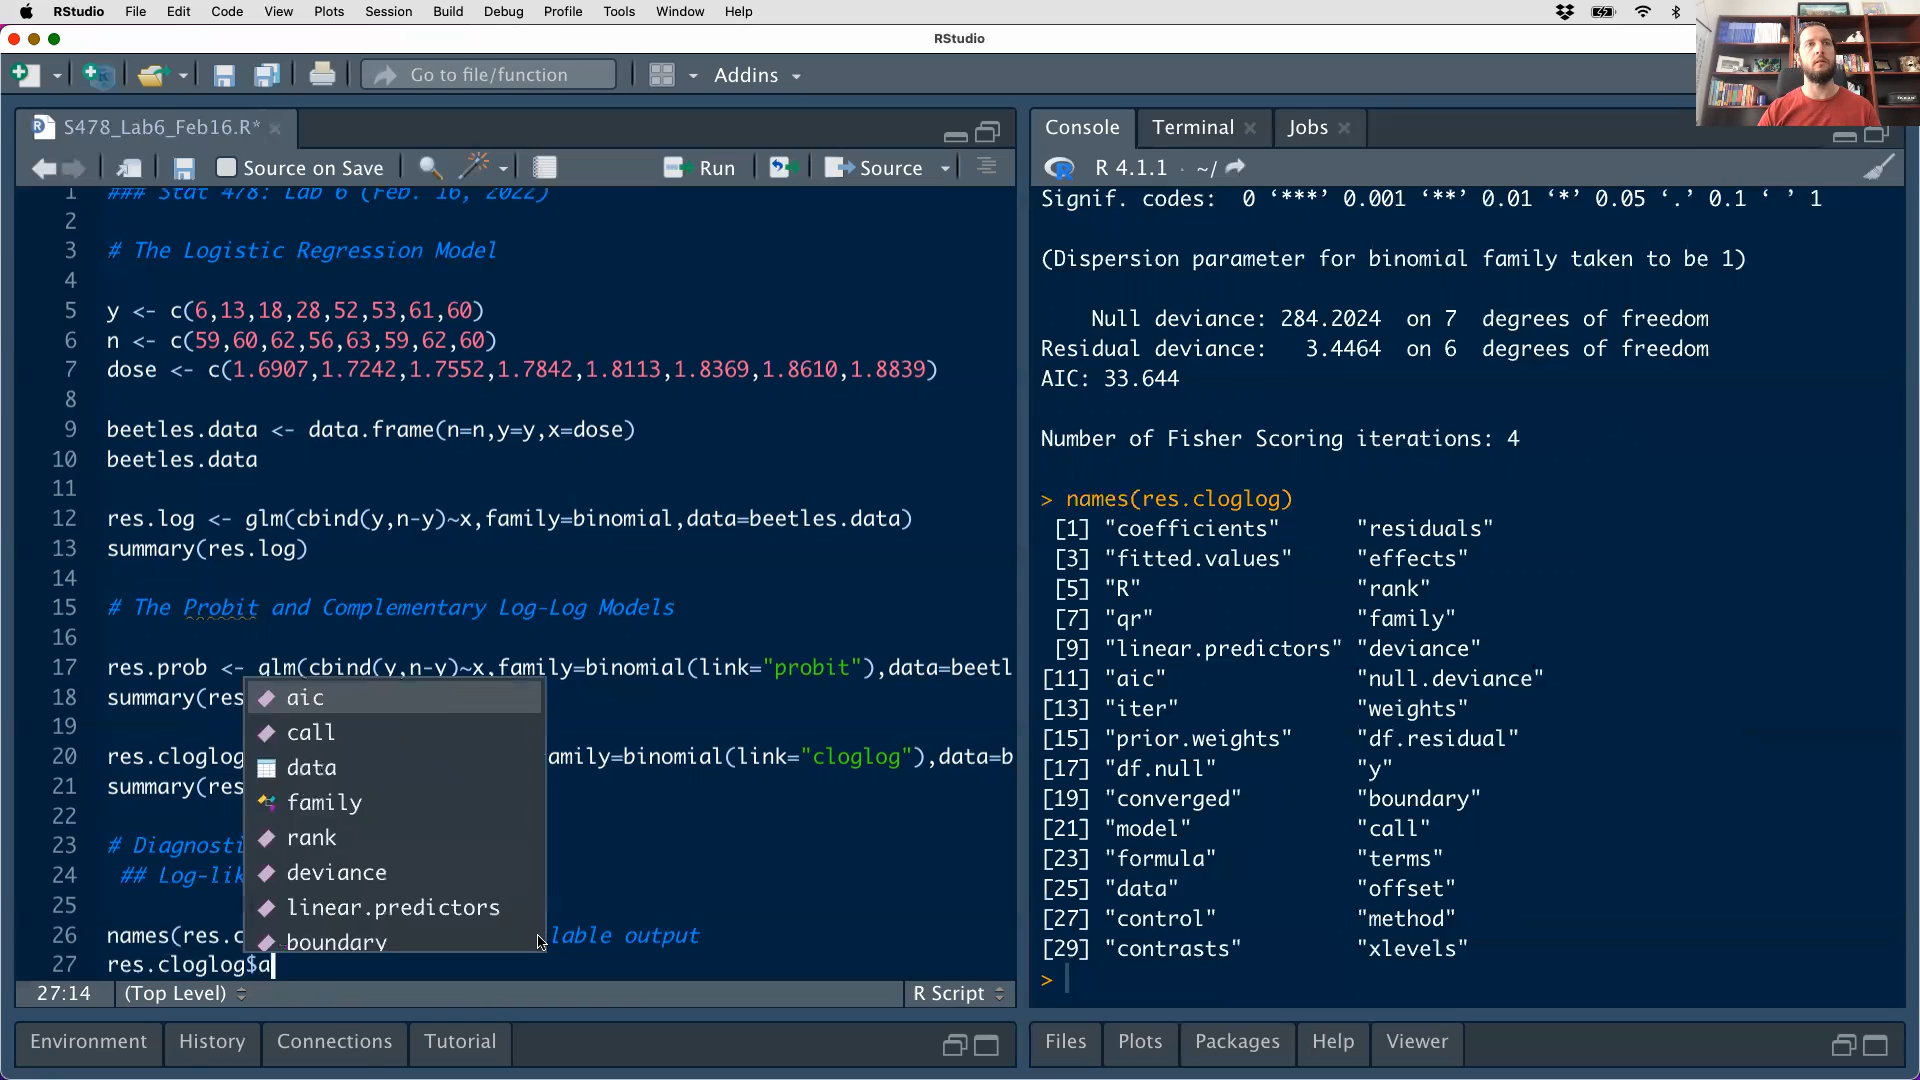 RStudio File Edit Code View Plots Session Build Debug Profile Tools Window Help
RStudio
Go to file/function Addins
S478_Lab6_Feb16.R*
Source on Save Run Source
1 ### Stat 478: Lab 6 (Feb. 16, 2022)
2
3 # The Logistic Regression Model
4
5 y <- c(6,13,18,28,52,53,61,60)
6 n <- c(59,60,62,56,63,59,62,60)
7 dose <- c(1.6907,1.7242,1.7552,1.7842,1.8113,1.8369,1.8610,1.8839)
8
9 beetles.data <- data.frame(n=n,y=y,x=dose)
10 beetles.data
11
12 res.log <- glm(cbind(y,n-y)~x,family=binomial,data=beetles.data)
13 summary(res.log)
14
15 # The Probit and Complementary Log-Log Models
16
17 res.prob <- glm(cbind(y,n-y)~x,family=binomial(link="probit"),data=beetl
18 summary(res
19
20 res.cloglog amily=binomial(link="cloglog"),data=b
21 summary(res
22
23 # Diagnosti
24 ## Log-lik
25
26 names(res.c lable output
27 res.cloglog$a
aic
call
data
family
rank
deviance
linear.predictors
boundary
27:14 (Top Level) R Script
Environment History Connections Tutorial
Console Terminal Jobs
R 4.1.1 · ~/
Signif. codes: 0 ‘***’ 0.001 ‘**’ 0.01 ‘*’ 0.05 ‘.’ 0.1 ‘ ’ 1
(Dispersion parameter for binomial family taken to be 1)
Null deviance: 284.2024 on 7 degrees of freedom
Residual deviance: 3.4464 on 6 degrees of freedom
AIC: 33.644
Number of Fisher Scoring iterations: 4
> names(res.cloglog)
[1] "coefficients" "residuals"
[3] "fitted.values" "effects"
[5] "R" "rank"
[7] "qr" "family"
[9] "linear.predictors" "deviance"
[11] "aic" "null.deviance"
[13] "iter" "weights"
[15] "prior.weights" "df.residual"
[17] "df.null" "y"
[19] "converged" "boundary"
[21] "model" "call"
[23] "formula" "terms"
[25] "data" "offset"
[27] "control" "method"
[29] "contrasts" "xlevels"
>
Files Plots Packages Help Viewer